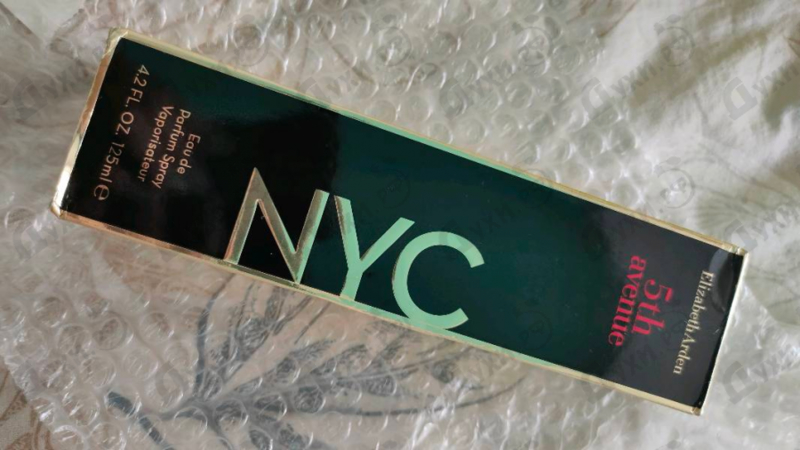 Elizabeth Arden
5th
avenue
NYC
Eau de
Parfum Spray
Vaporisateur
4.2 FL. OZ. 125ml e